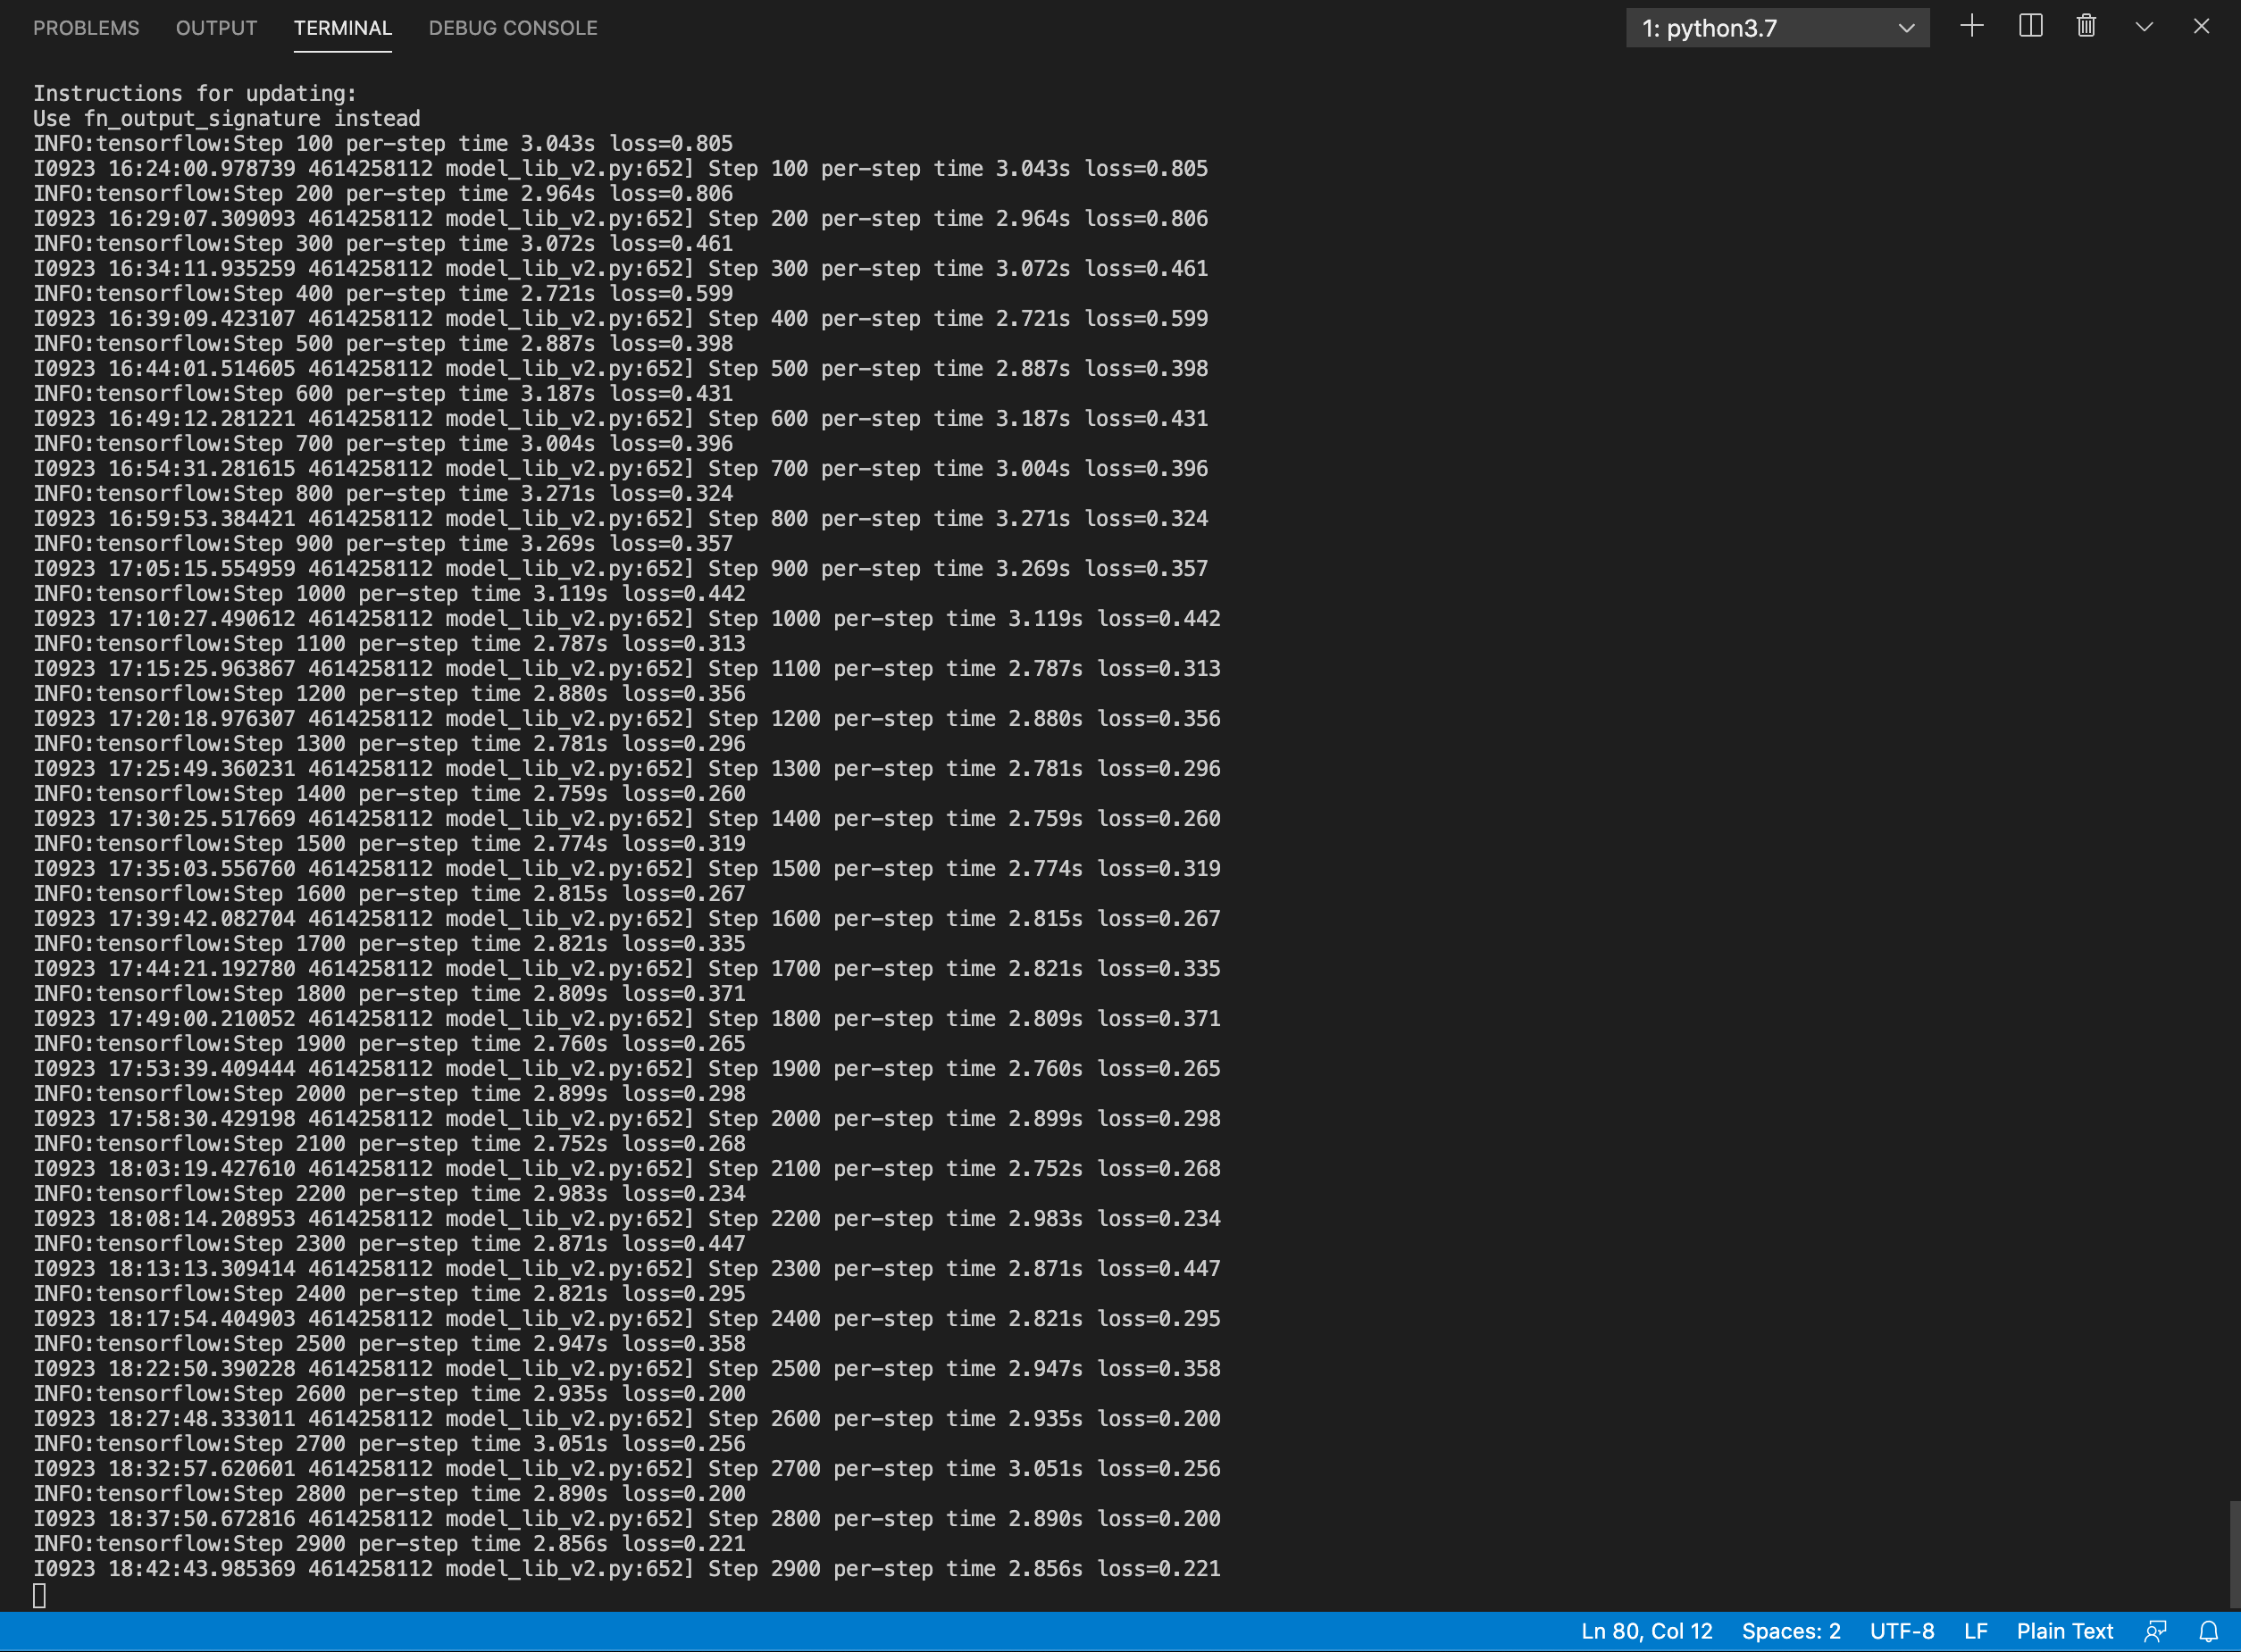 PROBLEMS OUTPUT TERMINAL DEBUG CONSOLE 1: python3.7
Instructions for updating:
Use fn_output_signature instead
INFO:tensorflow:Step 100 per-step time 3.043s loss=0.805
I0923 16:24:00.978739 4614258112 model_lib_v2.py:652] Step 100 per-step time 3.043s loss=0.805
INFO:tensorflow:Step 200 per-step time 2.964s loss=0.806
I0923 16:29:07.309093 4614258112 model_lib_v2.py:652] Step 200 per-step time 2.964s loss=0.806
INFO:tensorflow:Step 300 per-step time 3.072s loss=0.461
I0923 16:34:11.935259 4614258112 model_lib_v2.py:652] Step 300 per-step time 3.072s loss=0.461
INFO:tensorflow:Step 400 per-step time 2.721s loss=0.599
I0923 16:39:09.423107 4614258112 model_lib_v2.py:652] Step 400 per-step time 2.721s loss=0.599
INFO:tensorflow:Step 500 per-step time 2.887s loss=0.398
I0923 16:44:01.514605 4614258112 model_lib_v2.py:652] Step 500 per-step time 2.887s loss=0.398
INFO:tensorflow:Step 600 per-step time 3.187s loss=0.431
I0923 16:49:12.281221 4614258112 model_lib_v2.py:652] Step 600 per-step time 3.187s loss=0.431
INFO:tensorflow:Step 700 per-step time 3.004s loss=0.396
I0923 16:54:31.281615 4614258112 model_lib_v2.py:652] Step 700 per-step time 3.004s loss=0.396
INFO:tensorflow:Step 800 per-step time 3.271s loss=0.324
I0923 16:59:53.384421 4614258112 model_lib_v2.py:652] Step 800 per-step time 3.271s loss=0.324
INFO:tensorflow:Step 900 per-step time 3.269s loss=0.357
I0923 17:05:15.554959 4614258112 model_lib_v2.py:652] Step 900 per-step time 3.269s loss=0.357
INFO:tensorflow:Step 1000 per-step time 3.119s loss=0.442
I0923 17:10:27.490612 4614258112 model_lib_v2.py:652] Step 1000 per-step time 3.119s loss=0.442
INFO:tensorflow:Step 1100 per-step time 2.787s loss=0.313
I0923 17:15:25.963867 4614258112 model_lib_v2.py:652] Step 1100 per-step time 2.787s loss=0.313
INFO:tensorflow:Step 1200 per-step time 2.880s loss=0.356
I0923 17:20:18.976307 4614258112 model_lib_v2.py:652] Step 1200 per-step time 2.880s loss=0.356
INFO:tensorflow:Step 1300 per-step time 2.781s loss=0.296
I0923 17:25:49.360231 4614258112 model_lib_v2.py:652] Step 1300 per-step time 2.781s loss=0.296
INFO:tensorflow:Step 1400 per-step time 2.759s loss=0.260
I0923 17:30:25.517669 4614258112 model_lib_v2.py:652] Step 1400 per-step time 2.759s loss=0.260
INFO:tensorflow:Step 1500 per-step time 2.774s loss=0.319
I0923 17:35:03.556760 4614258112 model_lib_v2.py:652] Step 1500 per-step time 2.774s loss=0.319
INFO:tensorflow:Step 1600 per-step time 2.815s loss=0.267
I0923 17:39:42.082704 4614258112 model_lib_v2.py:652] Step 1600 per-step time 2.815s loss=0.267
INFO:tensorflow:Step 1700 per-step time 2.821s loss=0.335
I0923 17:44:21.192780 4614258112 model_lib_v2.py:652] Step 1700 per-step time 2.821s loss=0.335
INFO:tensorflow:Step 1800 per-step time 2.809s loss=0.371
I0923 17:49:00.210052 4614258112 model_lib_v2.py:652] Step 1800 per-step time 2.809s loss=0.371
INFO:tensorflow:Step 1900 per-step time 2.760s loss=0.265
I0923 17:53:39.409444 4614258112 model_lib_v2.py:652] Step 1900 per-step time 2.760s loss=0.265
INFO:tensorflow:Step 2000 per-step time 2.899s loss=0.298
I0923 17:58:30.429198 4614258112 model_lib_v2.py:652] Step 2000 per-step time 2.899s loss=0.298
INFO:tensorflow:Step 2100 per-step time 2.752s loss=0.268
I0923 18:03:19.427610 4614258112 model_lib_v2.py:652] Step 2100 per-step time 2.752s loss=0.268
INFO:tensorflow:Step 2200 per-step time 2.983s loss=0.234
I0923 18:08:14.208953 4614258112 model_lib_v2.py:652] Step 2200 per-step time 2.983s loss=0.234
INFO:tensorflow:Step 2300 per-step time 2.871s loss=0.447
I0923 18:13:13.309414 4614258112 model_lib_v2.py:652] Step 2300 per-step time 2.871s loss=0.447
INFO:tensorflow:Step 2400 per-step time 2.821s loss=0.295
I0923 18:17:54.404903 4614258112 model_lib_v2.py:652] Step 2400 per-step time 2.821s loss=0.295
INFO:tensorflow:Step 2500 per-step time 2.947s loss=0.358
I0923 18:22:50.390228 4614258112 model_lib_v2.py:652] Step 2500 per-step time 2.947s loss=0.358
INFO:tensorflow:Step 2600 per-step time 2.935s loss=0.200
I0923 18:27:48.333011 4614258112 model_lib_v2.py:652] Step 2600 per-step time 2.935s loss=0.200
INFO:tensorflow:Step 2700 per-step time 3.051s loss=0.256
I0923 18:32:57.620601 4614258112 model_lib_v2.py:652] Step 2700 per-step time 3.051s loss=0.256
INFO:tensorflow:Step 2800 per-step time 2.890s loss=0.200
I0923 18:37:50.672816 4614258112 model_lib_v2.py:652] Step 2800 per-step time 2.890s loss=0.200
INFO:tensorflow:Step 2900 per-step time 2.856s loss=0.221
I0923 18:42:43.985369 4614258112 model_lib_v2.py:652] Step 2900 per-step time 2.856s loss=0.221
Ln 80, Col 12 Spaces: 2 UTF-8 LF Plain Text